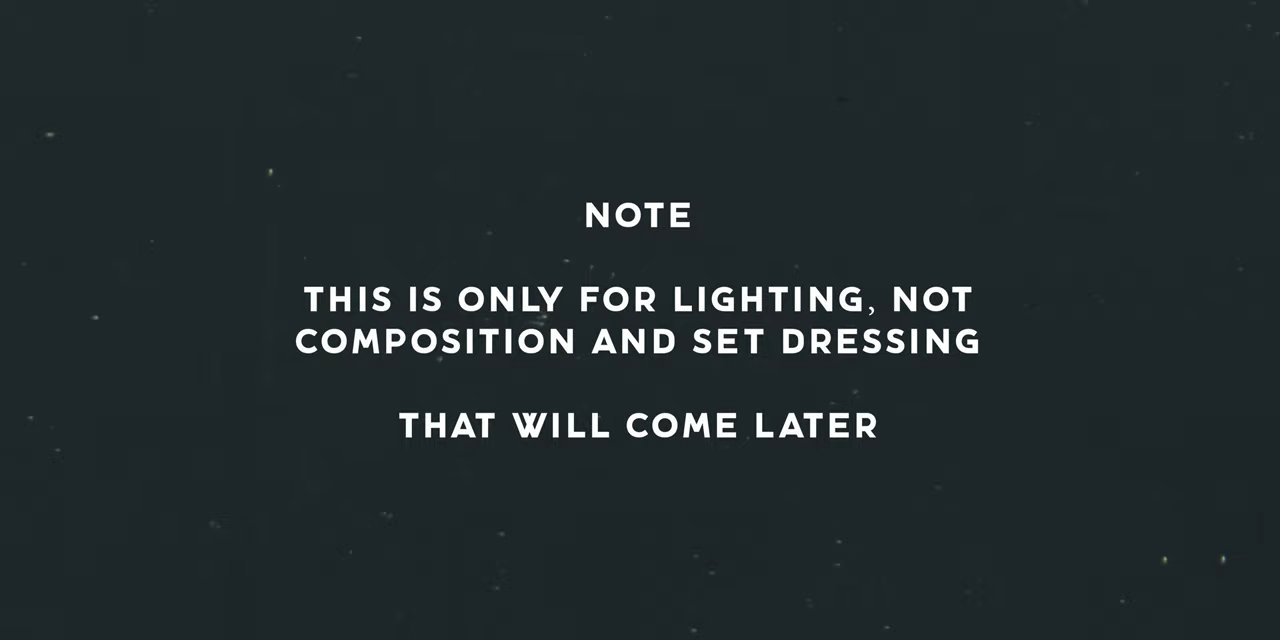 NOTE
THIS IS ONLY FOR LIGHTING, NOT
COMPOSITION AND SET DRESSING
THAT WILL COME LATER